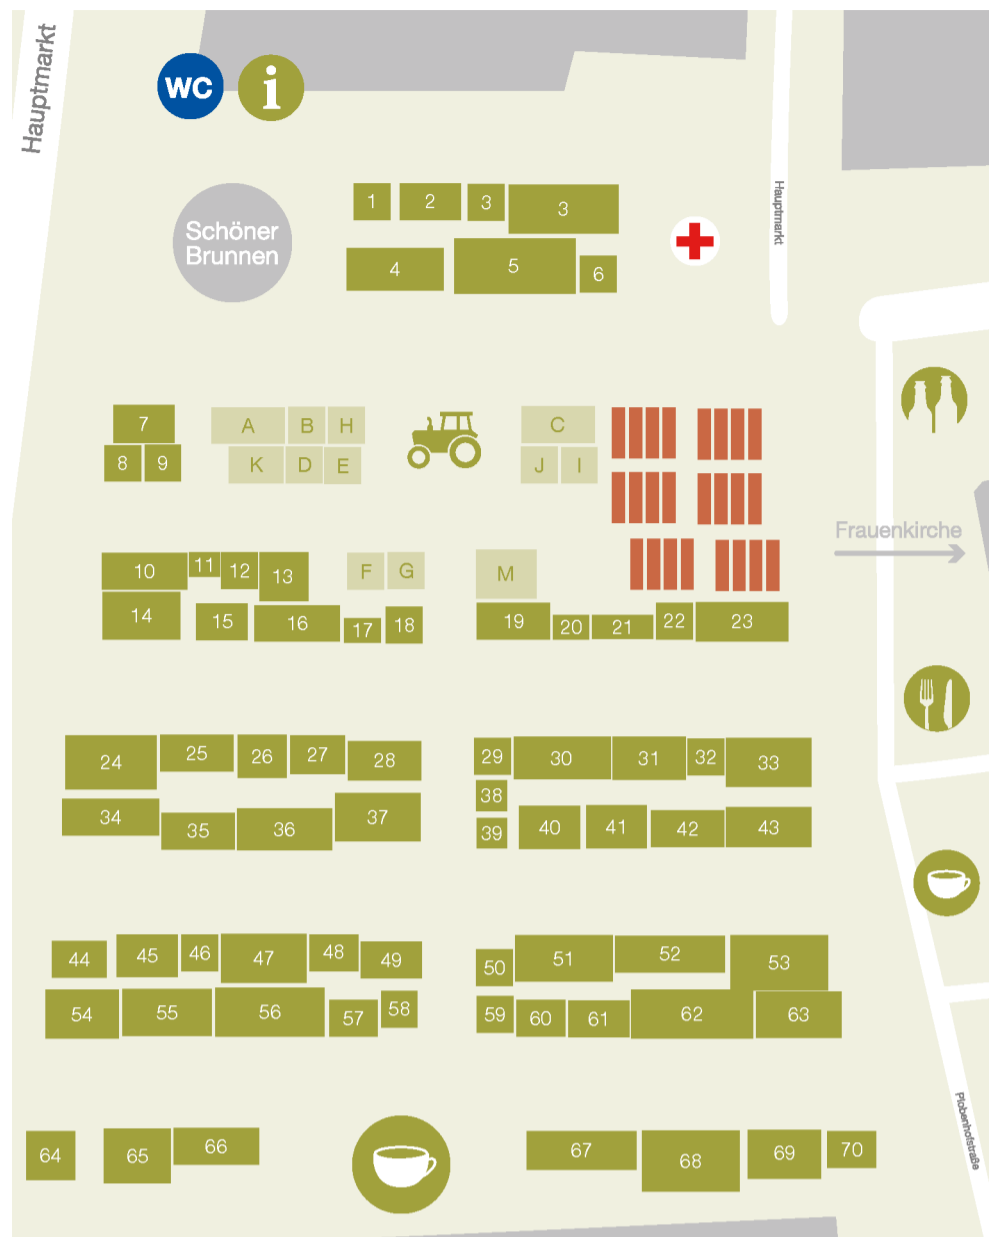 Hauptmarkt
WC
i
Schöner
Brunnen
1 2 3 3
4 5 6
Hauptmarkt
7
8 9
A B H
K D E
C
J I
Frauenkirche
10 11 12 13
F G
M
14 15 16 17 18
19 20 21 22 23
24 25 26 27 28
29 30 31 32 33
38
34 35 36 37
39 40 41 42 43
44 45 46 47 48 49
50 51 52 53
54 55 56 57 58
59 60 61 62 63
64 65 66
67 68 69 70
Plobenhofstraße